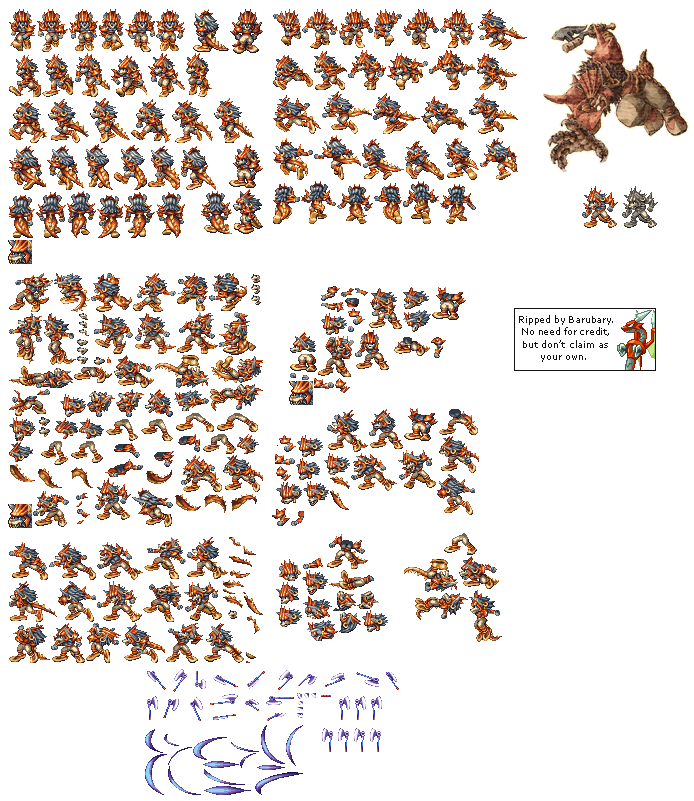 Ripped by Barubary.
No need for credit,
but don't claim as
your own.